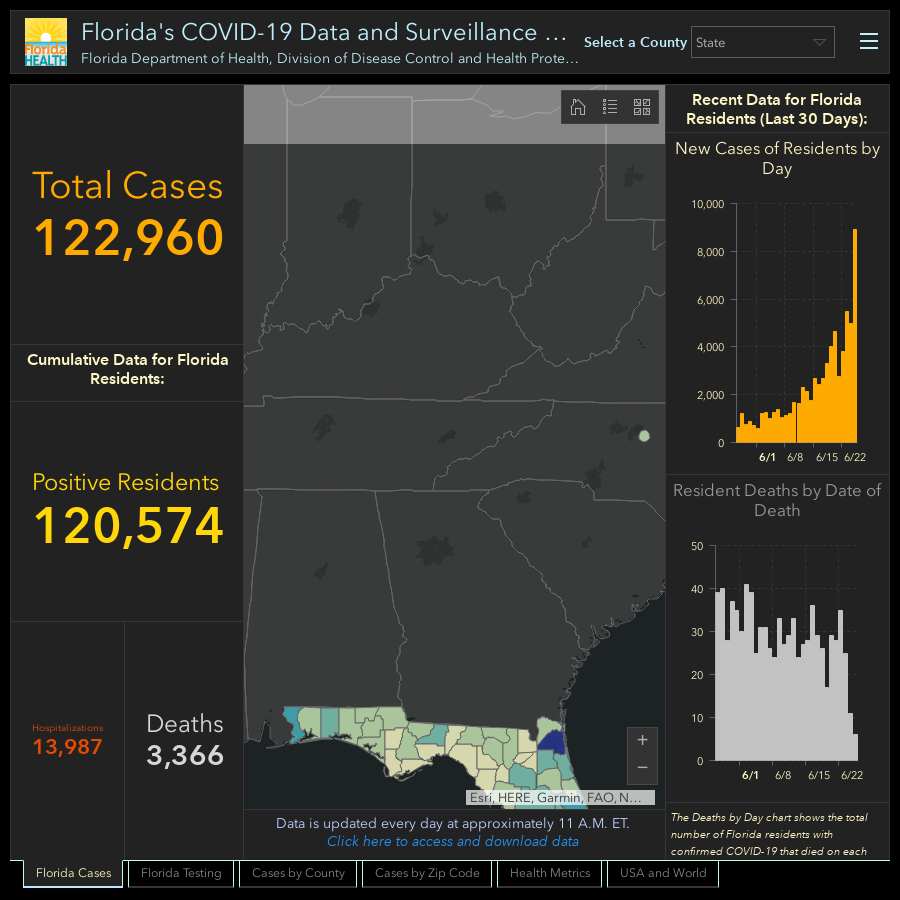 Florida
HEALTH
Florida's COVID-19 Data and Surveillance ...
Florida Department of Health, Division of Disease Control and Health Prote...
Select a County
State
Total Cases
122,960
Cumulative Data for Florida
Residents:
Positive Residents
120,574
Hospitalizations
13,987
Deaths
3,366
+
−
Esri, HERE, Garmin, FAO, N...
Data is updated every day at approximately 11 A.M. ET.
Click here to access and download data
Recent Data for Florida
Residents (Last 30 Days):
New Cases of Residents by
Day
10,000
8,000
6,000
4,000
2,000
0
6/1 6/8 6/15 6/22
Resident Deaths by Date of
Death
50
40
30
20
10
0
6/1 6/8 6/15 6/22
The Deaths by Day chart shows the total
number of Florida residents with
confirmed COVID-19 that died on each
Florida Cases
Florida Testing
Cases by County
Cases by Zip Code
Health Metrics
USA and World